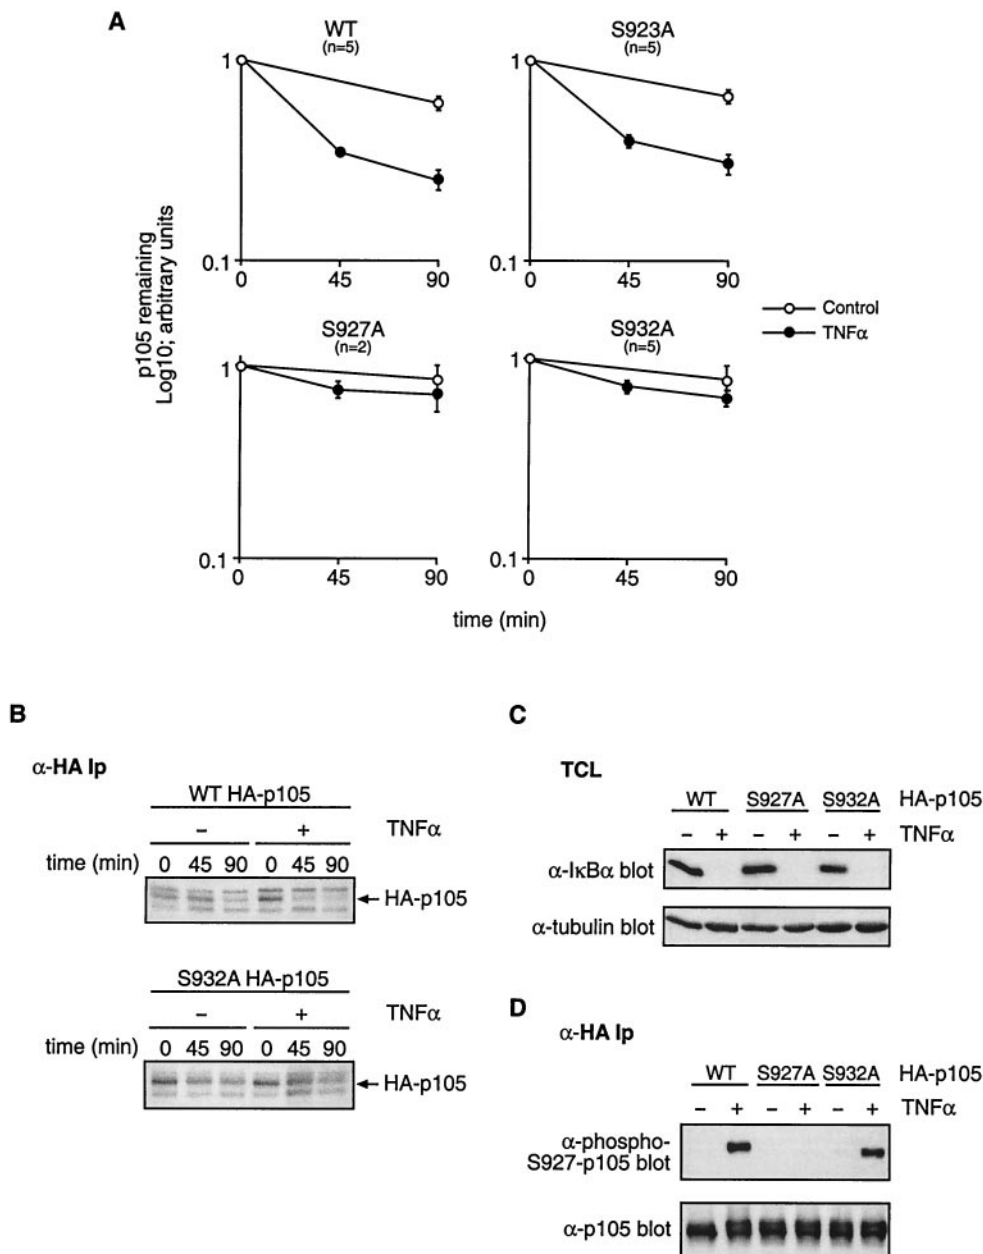 A
WT
(n=5)
S923A
(n=5)
1
1
0.1
0.1
0 45 90
0 45 90
p105 remaining
Log10; arbitrary units
Control
TNFα
S927A
(n=2)
S932A
(n=5)
1
1
0.1
0.1
0 45 90
0 45 90
time (min)
B
α-HA Ip
WT HA-p105
– + TNFα
time (min) 0 45 90 0 45 90
HA-p105
S932A HA-p105
– + TNFα
time (min) 0 45 90 0 45 90
HA-p105
C
TCL
WT S927A S932A HA-p105
– + – + – + TNFα
α-IκBα blot
α-tubulin blot
D
α-HA Ip
WT S927A S932A HA-p105
– + – + – + TNFα
α-phospho-
S927-p105 blot
α-p105 blot